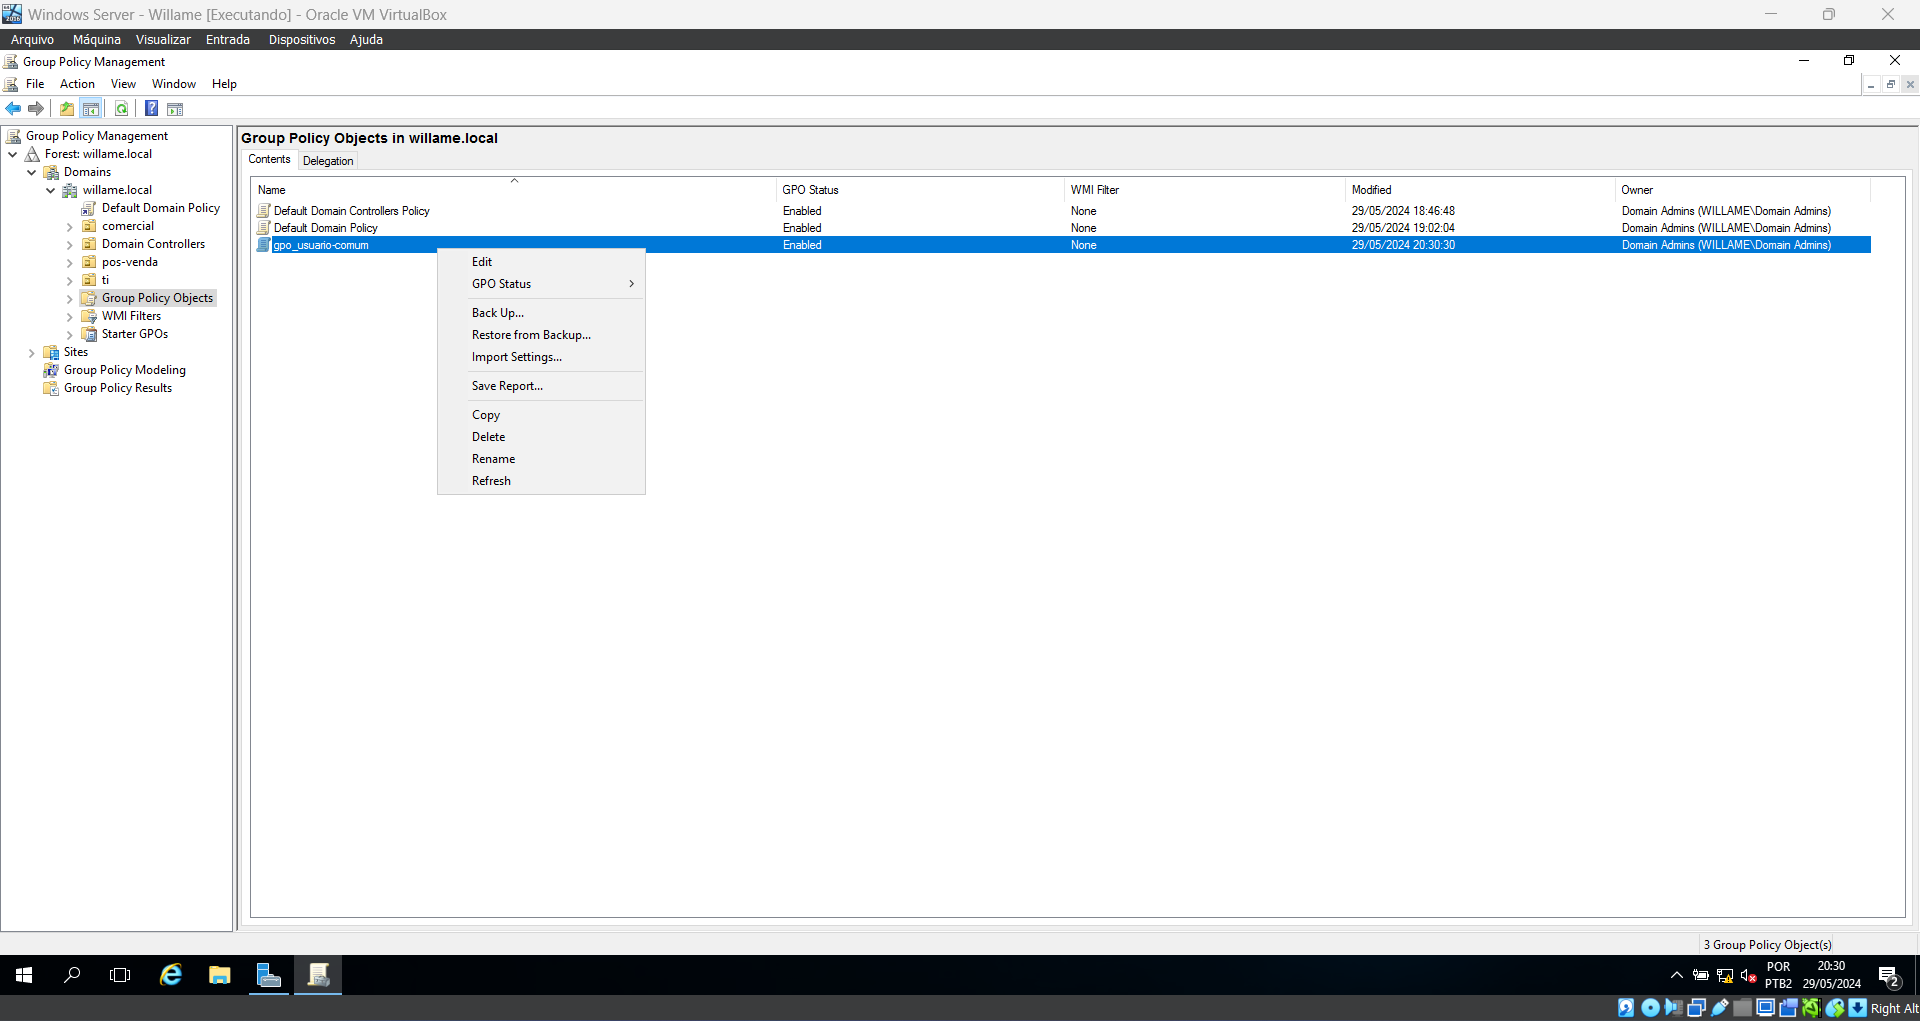 Windows Server - Willame [Executando] - Oracle VM VirtualBox
Arquivo Máquina Visualizar Entrada Dispositivos Ajuda
Group Policy Management
File Action View Window Help
Group Policy Management
Forest: willame.local
Domains
willame.local
Default Domain Policy
comercial
Domain Controllers
pos-venda
ti
Group Policy Objects
WMI Filters
Starter GPOs
Sites
Group Policy Modeling
Group Policy Results
Group Policy Objects in willame.local
Contents Delegation
Name GPO Status WMI Filter Modified Owner
Default Domain Controllers Policy Enabled None 29/05/2024 18:46:48 Domain Admins (WILLAME\Domain Admins)
Default Domain Policy Enabled None 29/05/2024 19:02:04 Domain Admins (WILLAME\Domain Admins)
gpo_usuario-comum Enabled None 29/05/2024 20:30:30 Domain Admins (WILLAME\Domain Admins)
Edit
GPO Status
Back Up...
Restore from Backup...
Import Settings...
Save Report...
Copy
Delete
Rename
Refresh
3 Group Policy Object(s)
POR 20:30
PTB2 29/05/2024
2
Right Alt